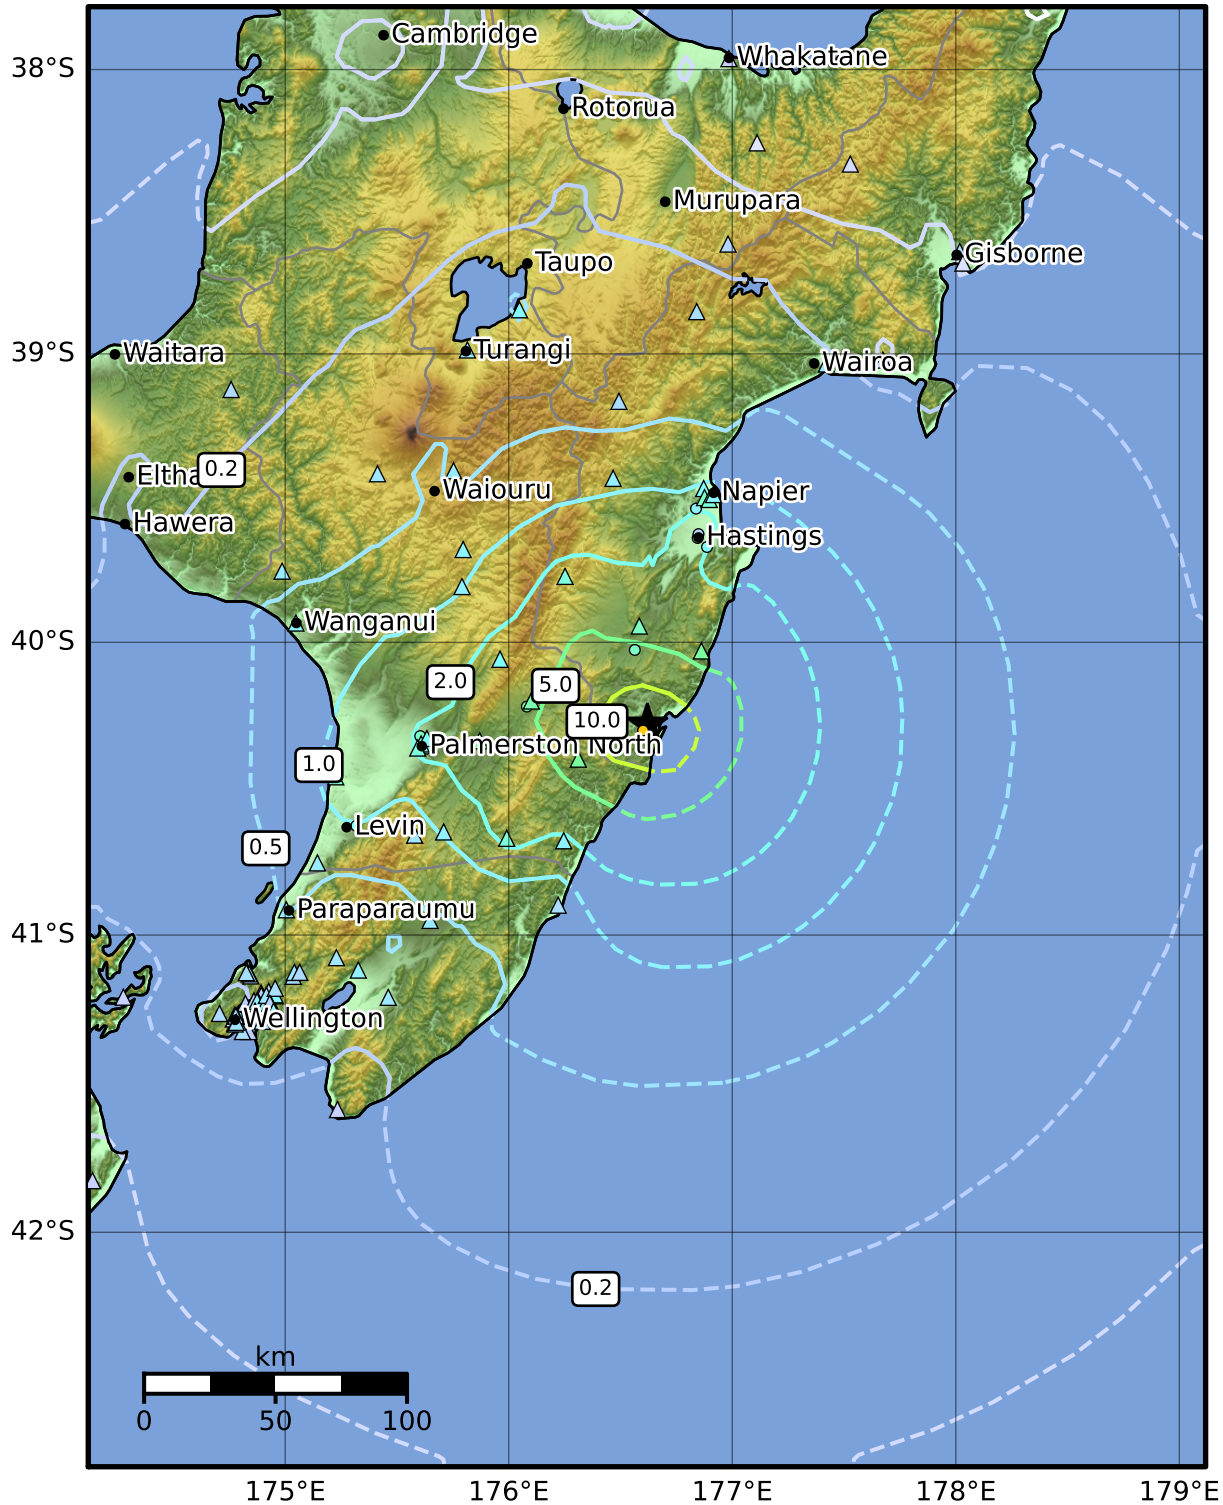 Cambridge
Whakatane
38°S
Rotorua
Murupara
Gisborne
Taupo
Waitara
Turangi
39°S
Wairoa
Eltha
0.2
Waiouru
Napier
Hawera
Hastings
Wanganui
40°S
2.0
5.0
10.0
Palmerston North
1.0
Levin
0.5
Paraparaumu
41°S
Wellington
42°S
0.2
km
0
50
100
175°E
176°E
177°E
178°E
179°E